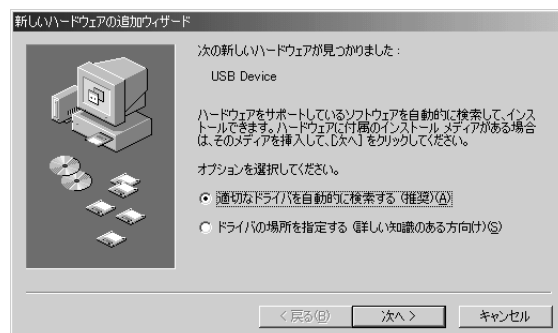 新しいハードウェアの追加ウィザード
次の新しいハードウェアが見つかりました：
USB Device
ハードウェアをサポートしているソフトウェアを自動的に検索して、インス
トールできます。ハードウェアに付属のインストール メディアがある場合
は、そのメディアを挿入して、[次へ] をクリックしてください。
オプションを選択してください。
適切なドライバを自動的に検索する (推奨)(A)
ドライバの場所を指定する (詳しい知識のある方向け)(S)
< 戻る(B)
次へ >
キャンセル